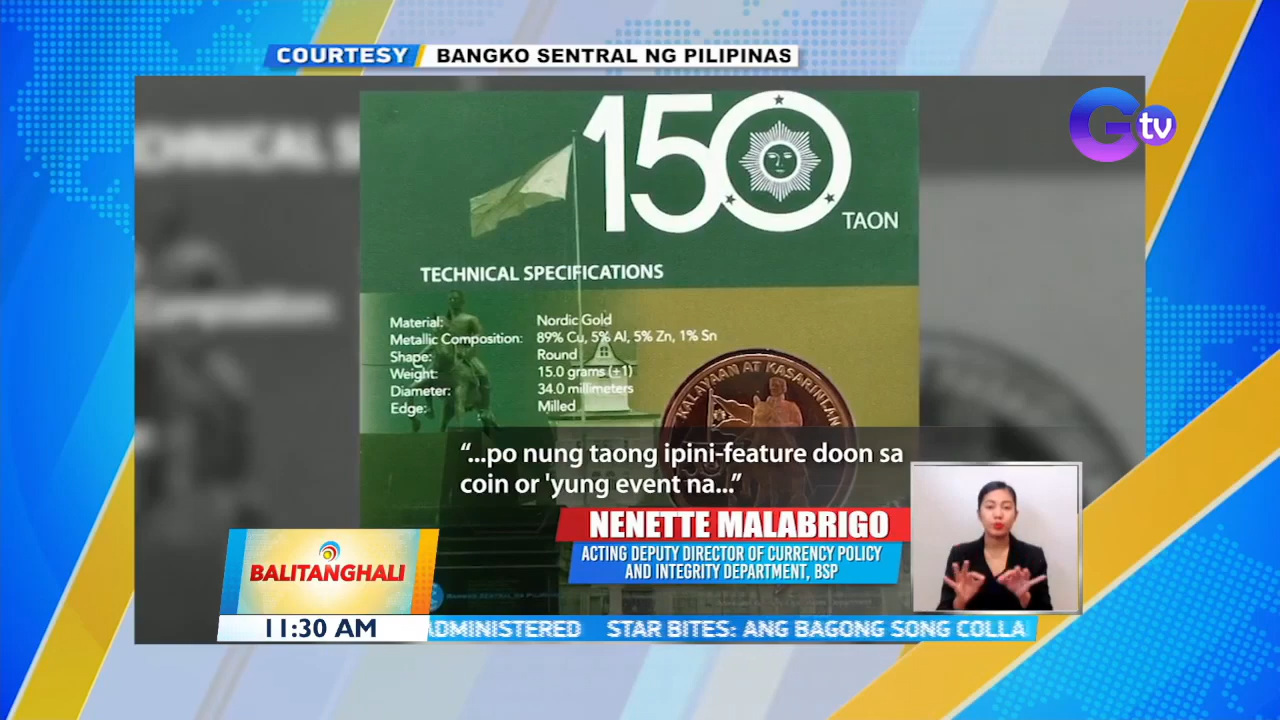 COURTESY BANGKO SENTRAL NG PILIPINAS
Gtv
150
TAON
TECHNICAL SPECIFICATIONS
Material: Nordic Gold
Metallic Composition: 89% Cu, 5% Al, 5% Zn, 1% Sn
Shape: Round
Weight: 15.0 grams (±1)
Diameter: 34.0 millimeters
Edge: Milled
KALAYAAN AT KASARINLAN
“...po nung taong ipini-feature doon sa
coin or 'yung event na...”
NENETTE MALABRIGO
ACTING DEPUTY DIRECTOR OF CURRENCY POLICY
AND INTEGRITY DEPARTMENT, BSP
BALITANGHALI
11:30 AM
ADMINISTERED STAR BITES: ANG BAGONG SONG COLLA